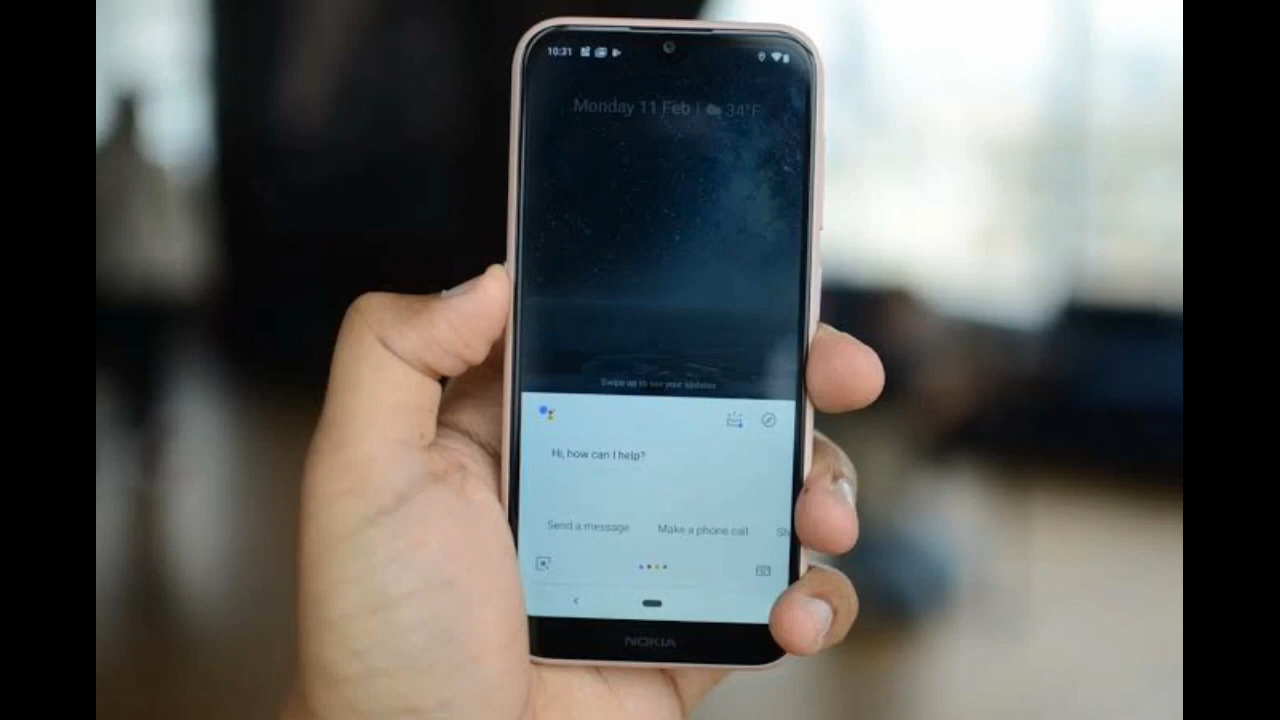 10:31
Monday 11 Feb | 34°F
Swipe up to see your updates
Hi, how can I help?
Send a message Make a phone call Sh
NOKIA